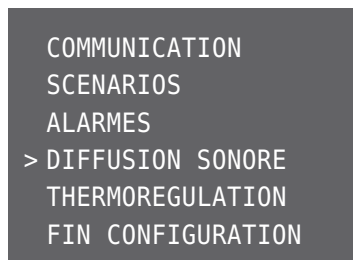 COMMUNICATION
SCENARIOS
ALARMES
> DIFFUSION SONORE
THERMOREGULATION
FIN CONFIGURATION